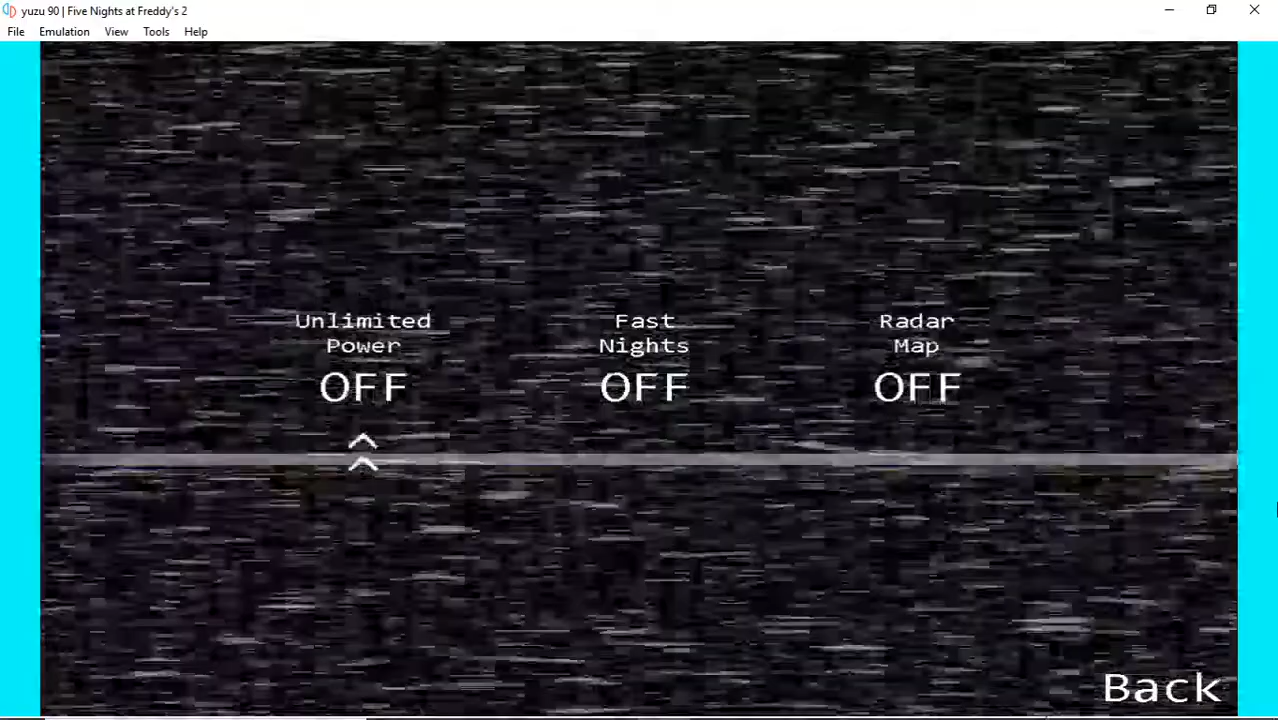 yuzu 90 | Five Nights at Freddy's 2
File Emulation View Tools Help
Unlimited Power
OFF
Fast Nights
OFF
Radar Map
OFF
Back